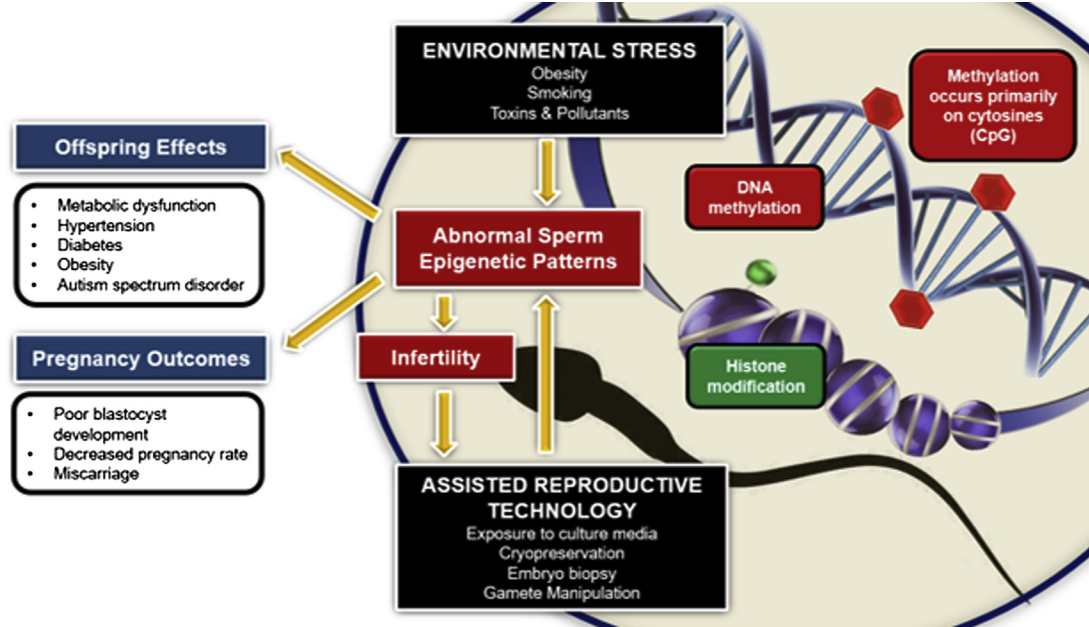 ENVIRONMENTAL STRESS
Obesity
Smoking
Toxins & Pollutants
Methylation
occurs primarily
on cytosines
(CpG)
Offspring Effects
• Metabolic dysfunction
• Hypertension
• Diabetes
• Obesity
• Autism spectrum disorder
DNA
methylation
Abnormal Sperm
Epigenetic Patterns
Pregnancy Outcomes
• Poor blastocyst
development
• Decreased pregnancy rate
• Miscarriage
Infertility
Histone
modification
ASSISTED REPRODUCTIVE
TECHNOLOGY
Exposure to culture media
Cryopreservation
Embryo biopsy
Gamete Manipulation